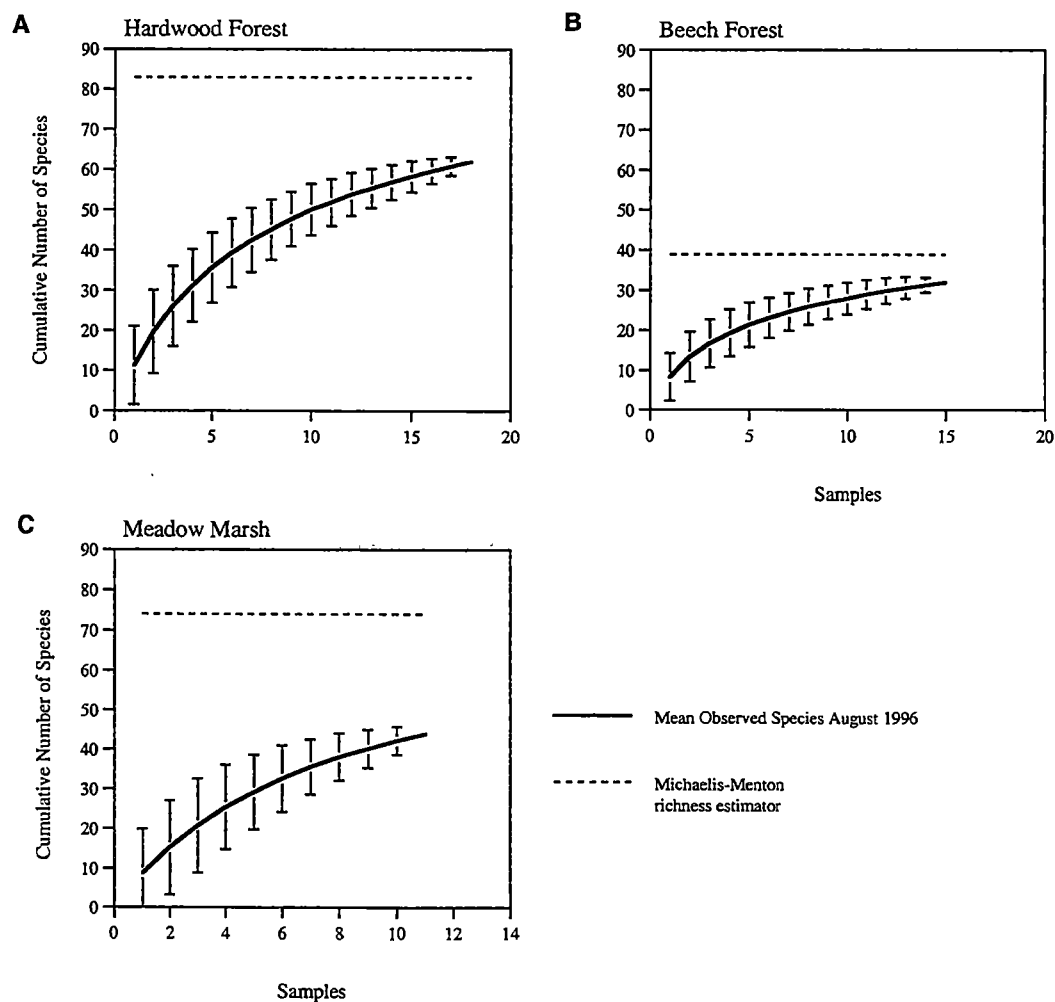 A
Hardwood Forest
90
80
70
60
50
40
30
20
10
0
Cumulative Number of Species
0 5 10 15 20
B
Beech Forest
90
80
70
60
50
40
30
20
10
0
0 5 10 15 20
Samples
C
Meadow Marsh
90
80
70
60
50
40
30
20
10
0
Cumulative Number of Species
0 2 4 6 8 10 12 14
Samples
Mean Observed Species August 1996
Michaelis-Menton
richness estimator